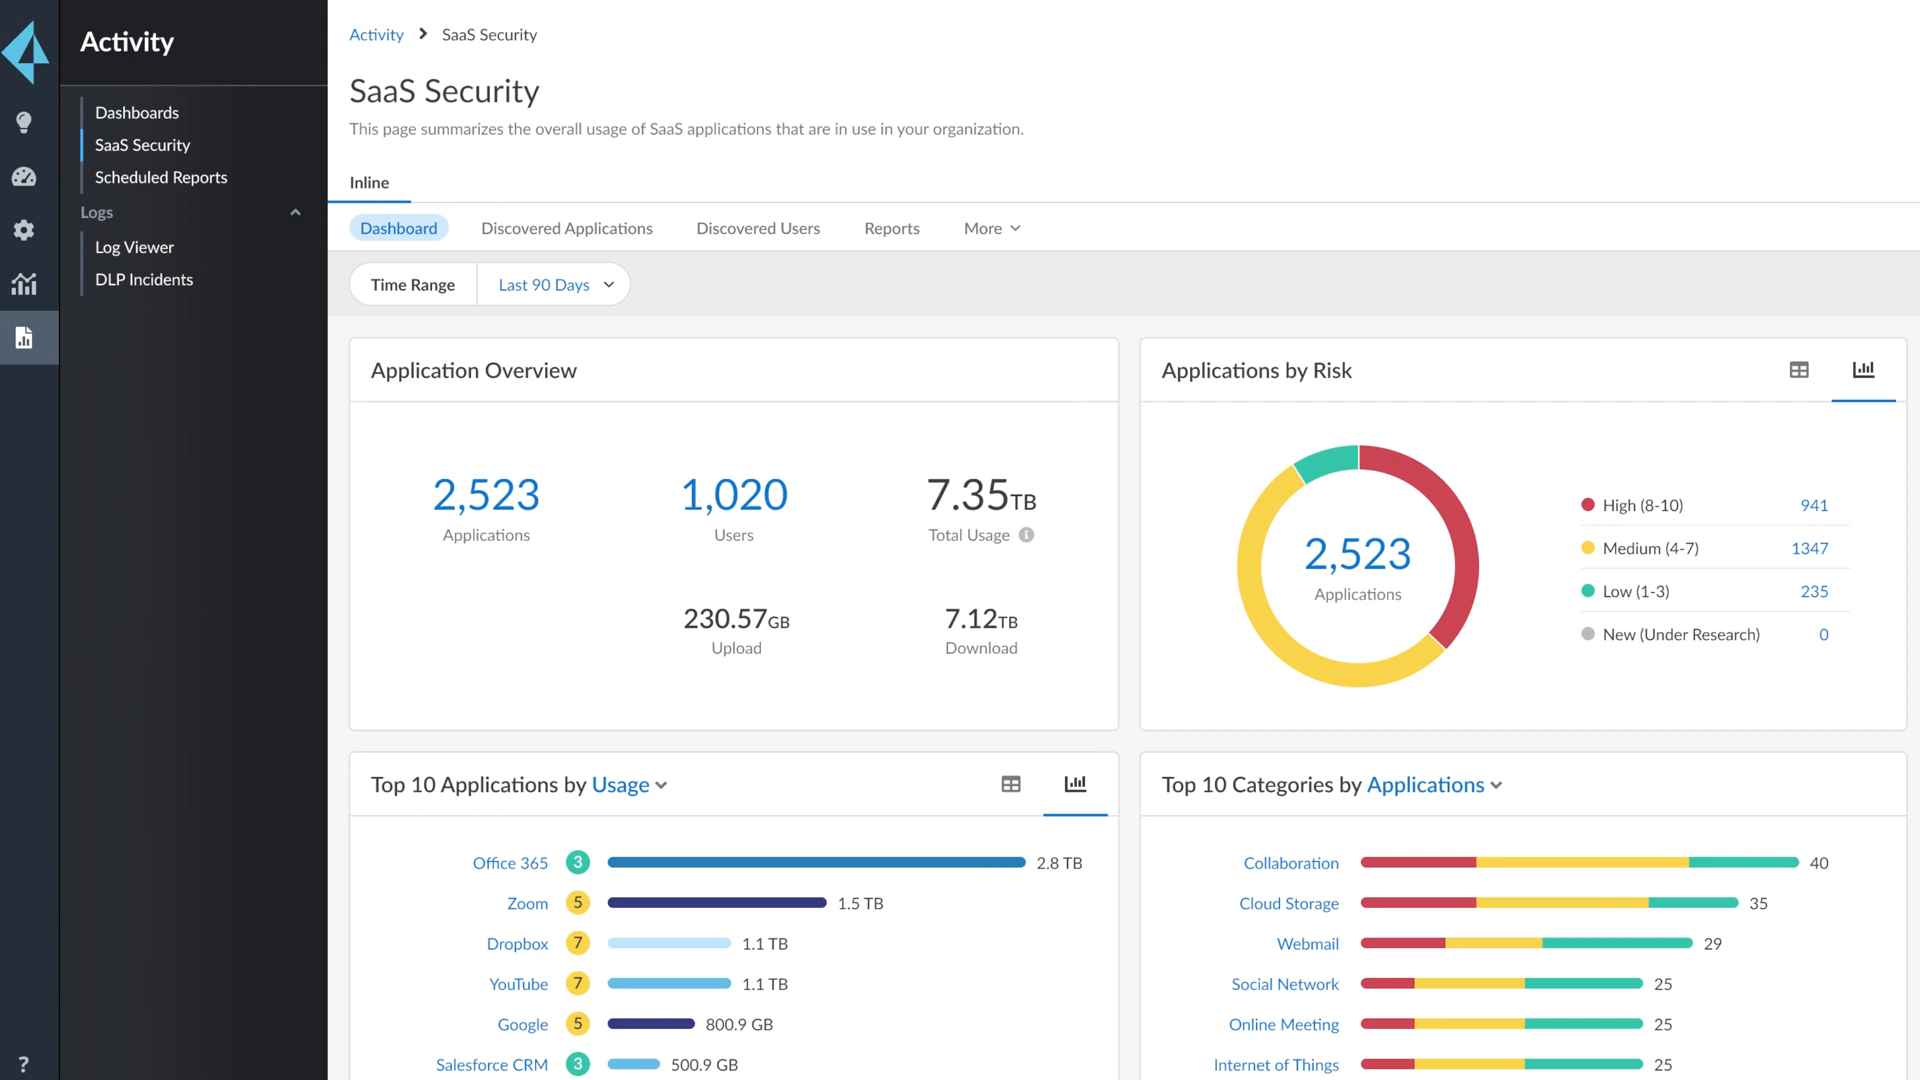 Activity
Dashboards
SaaS Security
Scheduled Reports
Logs
Log Viewer
DLP Incidents
?
Activity SaaS Security
SaaS Security
This page summarizes the overall usage of SaaS applications that are in use in your organization.
Inline
Dashboard Discovered Applications Discovered Users Reports More
Time Range Last 90 Days
Application Overview
2,523 1,020 7.35TB
Applications Users Total Usage
230.57GB 7.12TB
Upload Download
Applications by Risk
2,523
Applications
High (8-10) 941
Medium (4-7) 1347
Low (1-3) 235
New (Under Research) 0
Top 10 Applications by Usage
Office 365 3 2.8 TB
Zoom 5 1.5 TB
Dropbox 7 1.1 TB
YouTube 7 1.1 TB
Google 5 800.9 GB
Salesforce CRM 3 500.9 GB
Top 10 Categories by Applications
Collaboration 40
Cloud Storage 35
Webmail 29
Social Network 25
Online Meeting 25
Internet of Things 25